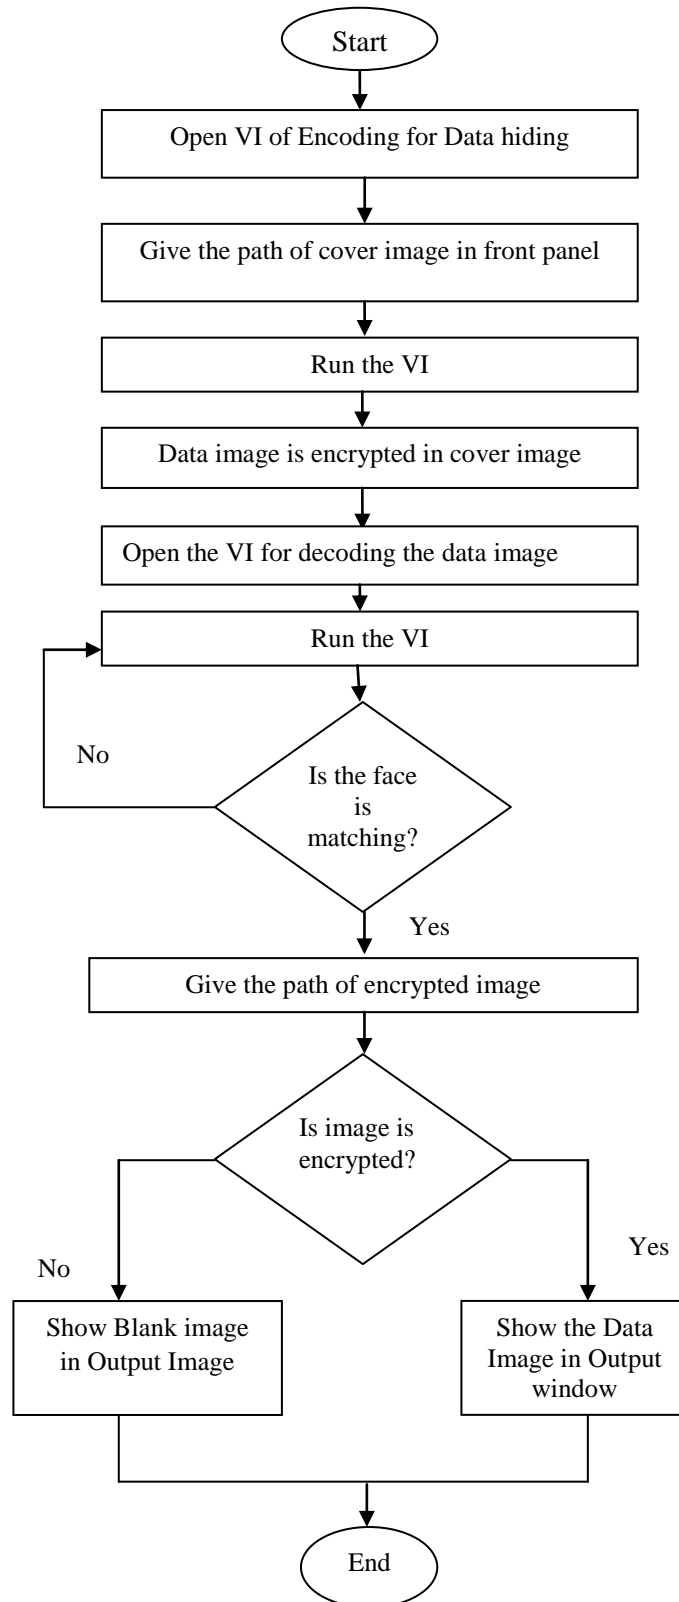 Start
Open VI of Encoding for Data hiding
Give the path of cover image in front panel
Run the VI
Data image is encrypted in cover image
Open the VI for decoding the data image
Run the VI
No
Is the face
is
matching?
Yes
Give the path of encrypted image
Is image is
encrypted?
No
Yes
Show Blank image
in Output Image
Show the Data
Image in Output
window
End